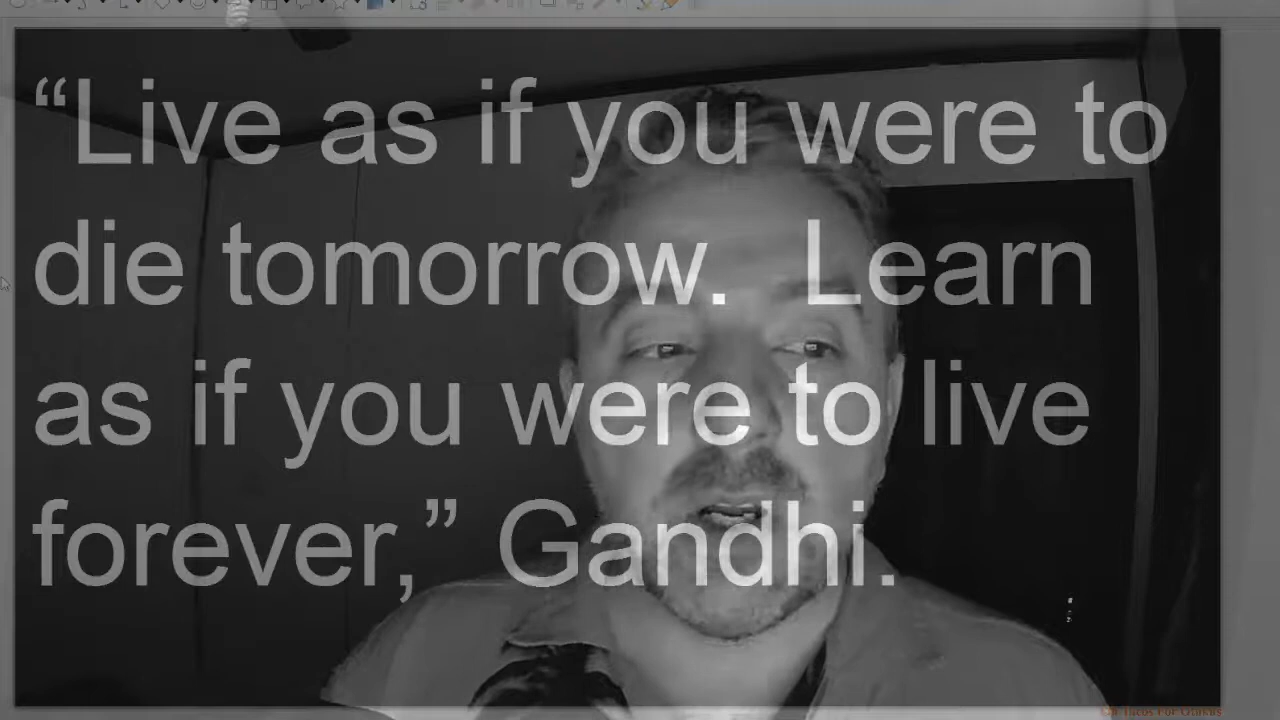 “Live as if you were to
die tomorrow.  Learn
as if you were to live
forever,” Gandhi.